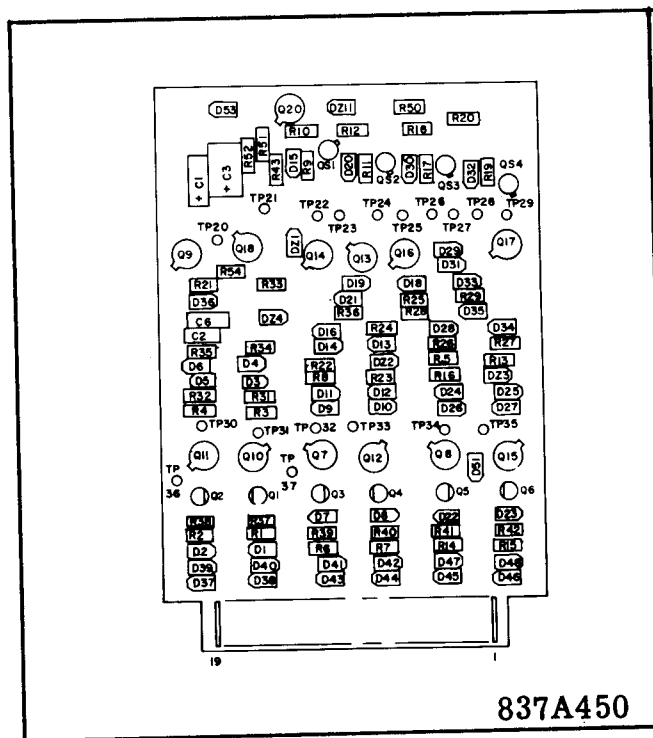 D53 Q20 DZ11 R50 R20
R10 R12 R18
C1 + C3 + R52 R51 R43 D15 R9 QS1 D20 R11 QS2 D30 R17 QS3 D32 R19 QS4
TP21 TP22 TP23 TP24 TP25 TP26 TP27 TP28 TP29
TP20
Q9 Q18 DZ1 Q14 Q13 Q16 D29 D31 Q17
R54
R21 R33 D19 D18 D33
D36 D21 R25 R29
R36 R28 D35
C6 DZ4 D16 R24 D28 D34
C2 D14 D13 R26 R27
R35 R34
D6 D4 R22 DZ2 R13
D5 D3 R8 R23 R16 DZ3
R32 R31 D11 D12 D24 D25
R4 R3 D9 D10 D26 D27
TP30 TP31 TP32 TP33 TP34 TP35
Q11 Q10 Q7 Q12 Q8 D51 Q15
TP 36 TP 37
Q2 Q1 Q3 Q4 Q5 Q6
R38 R37 D7 D8 D22 D23
R2 R1 R39 R40 R41 R42
D2 D1 R6 R7 R14 R15
D39 D40 D41 D42 D47 D48
D37 D38 D43 D44 D45 D46
19 1
837A450